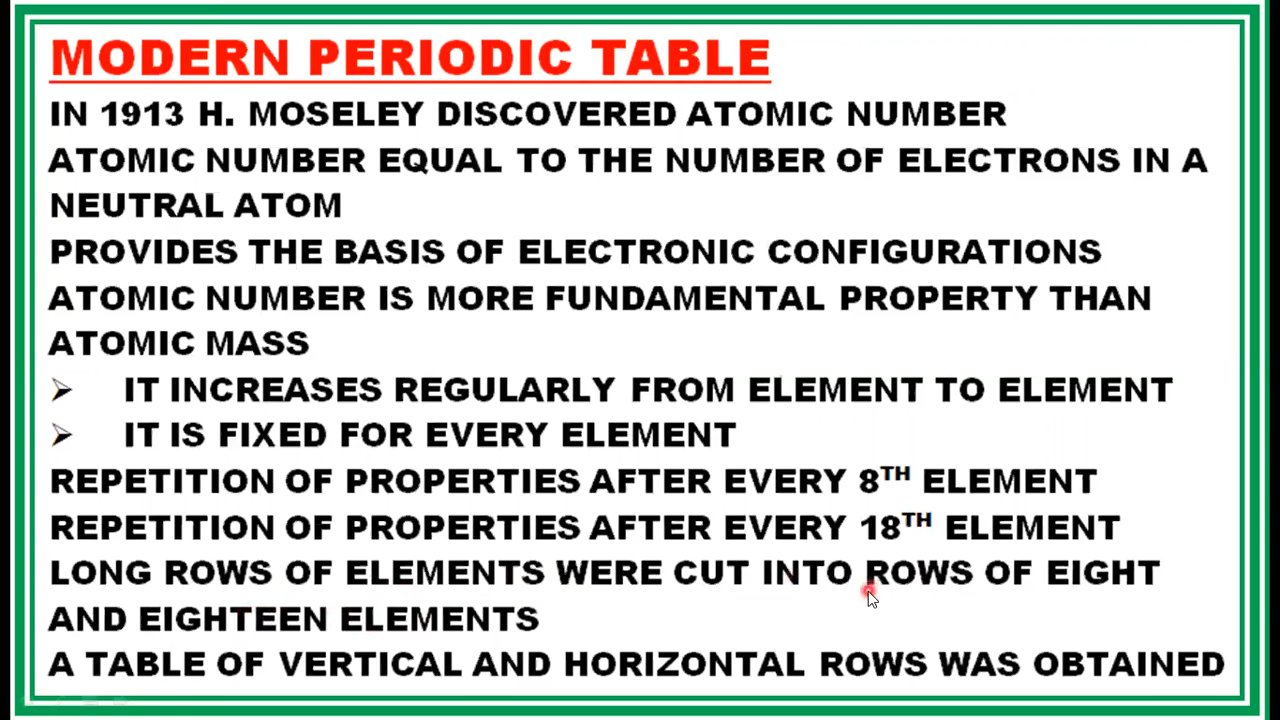 MODERN PERIODIC TABLE
IN 1913 H. MOSELEY DISCOVERED ATOMIC NUMBER
ATOMIC NUMBER EQUAL TO THE NUMBER OF ELECTRONS IN A
NEUTRAL ATOM
PROVIDES THE BASIS OF ELECTRONIC CONFIGURATIONS
ATOMIC NUMBER IS MORE FUNDAMENTAL PROPERTY THAN
ATOMIC MASS
➢ IT INCREASES REGULARLY FROM ELEMENT TO ELEMENT
➢ IT IS FIXED FOR EVERY ELEMENT
REPETITION OF PROPERTIES AFTER EVERY 8TH ELEMENT
REPETITION OF PROPERTIES AFTER EVERY 18TH ELEMENT
LONG ROWS OF ELEMENTS WERE CUT INTO ROWS OF EIGHT
AND EIGHTEEN ELEMENTS
A TABLE OF VERTICAL AND HORIZONTAL ROWS WAS OBTAINED